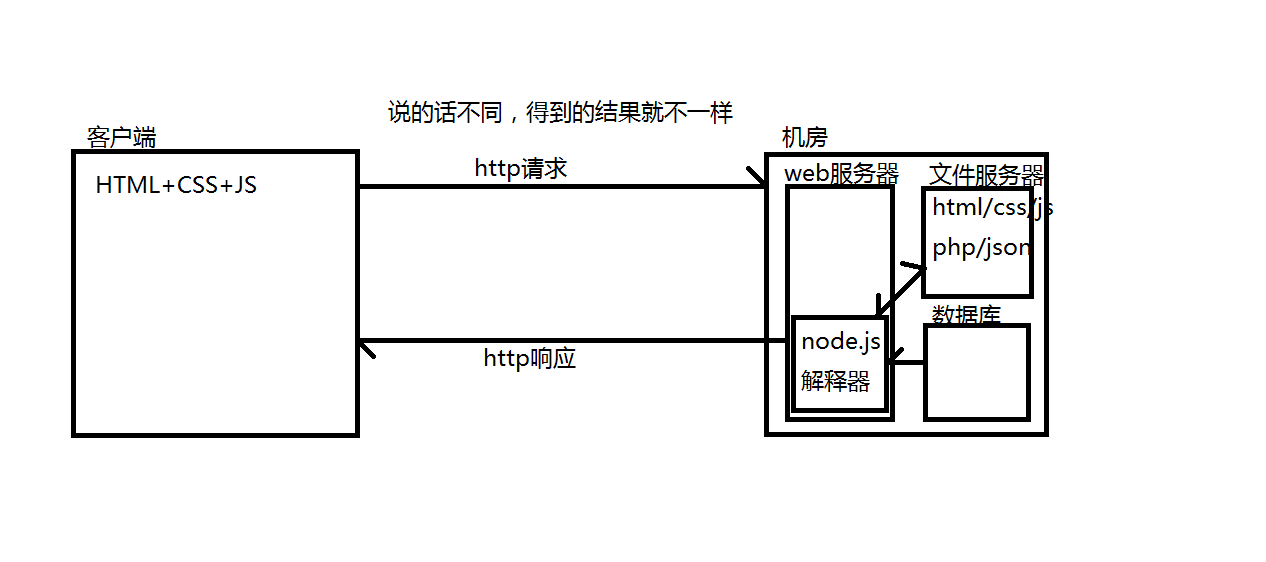 说的话不同，得到的结果就不一样
客户端
机房
HTML+CSS+JS
http请求
web服务器
文件服务器
html/css/js
php/json
数据库
node.js
解释器
http响应